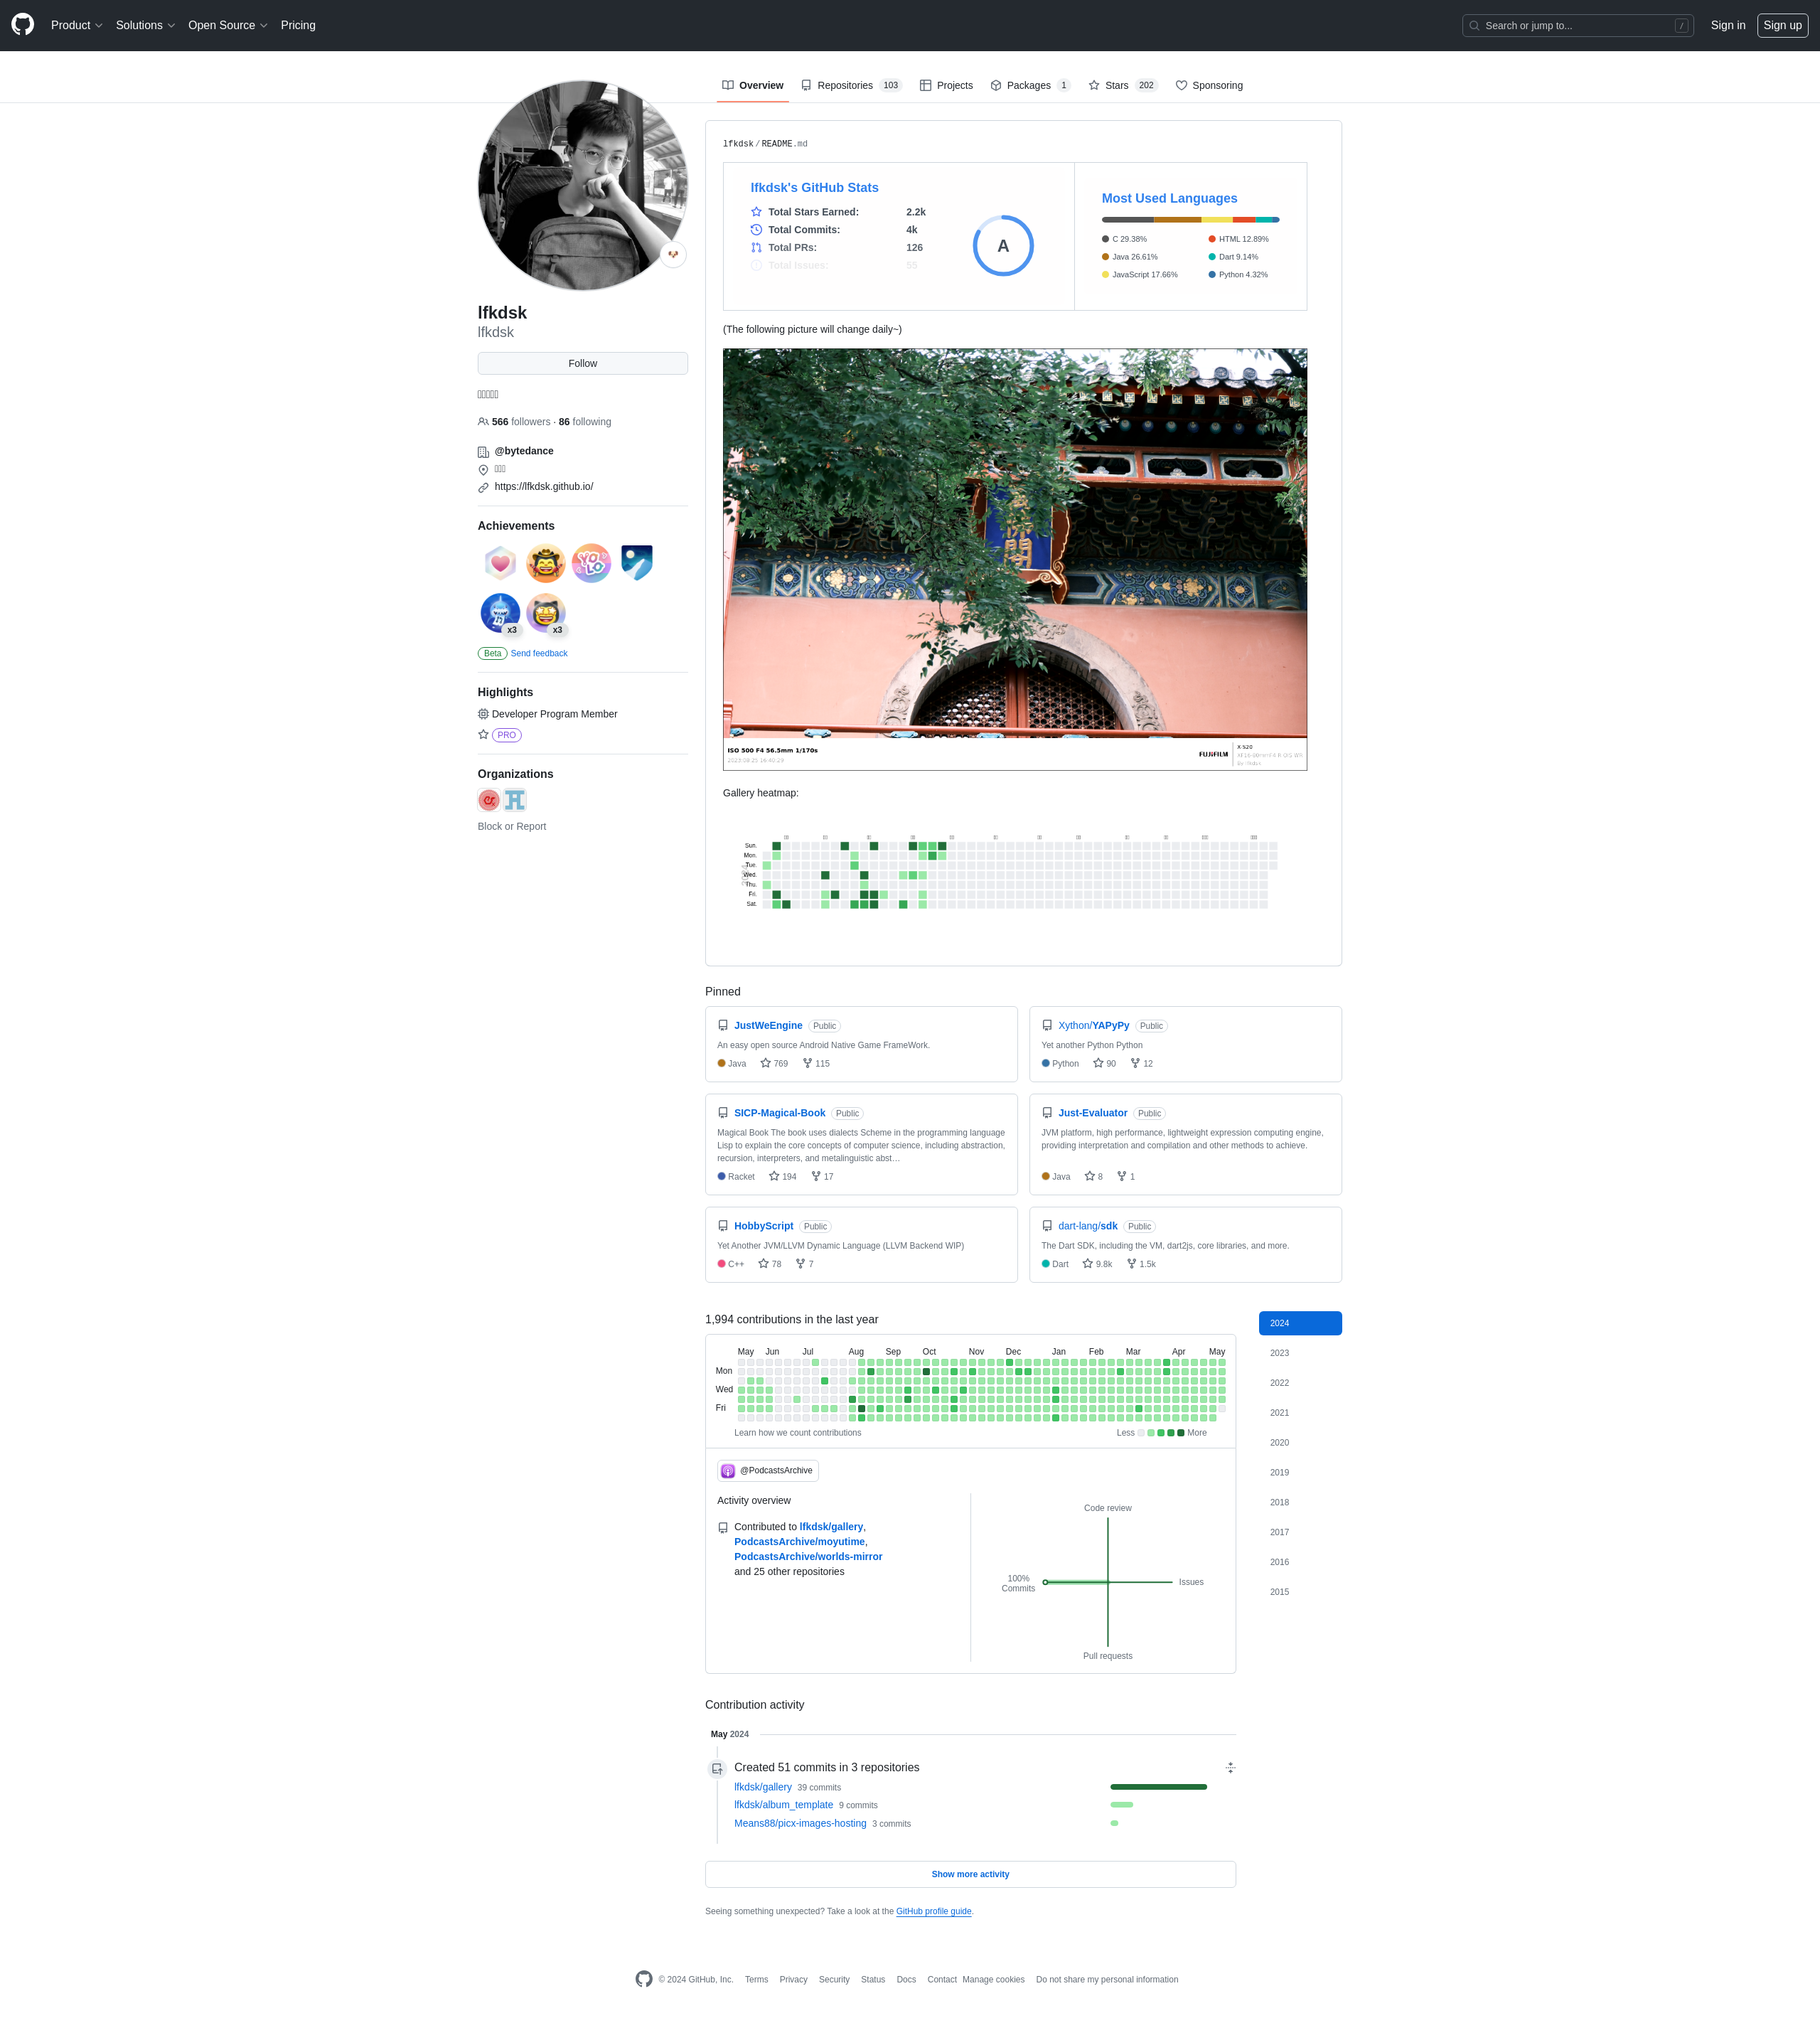 Product Solutions Open Source Pricing
Search or jump to... /
Sign in Sign up
Overview Repositories 103 Projects Packages 1 Stars 202 Sponsoring
lfkdsk
lfkdsk
Follow
566 followers · 86 following
@bytedance
https://lfkdsk.github.io/
Achievements
x3 x3
Beta Send feedback
Highlights
Developer Program Member
PRO
Organizations
Block or Report
lfkdsk / README.md
lfkdsk's GitHub Stats
Total Stars Earned: 2.2k
Total Commits: 4k
Total PRs: 126
Total Issues: 55
A
Most Used Languages
C 29.38% HTML 12.89%
Java 26.61% Dart 9.14%
JavaScript 17.66% Python 4.32%
(The following picture will change daily~)
ISO 500 F4 56.5mm 1/170s
FUJIFILM
X-S20
Gallery heatmap:
Sun.
Mon.
Tue.
Wed.
Thu.
Fri.
Sat.
Pinned
JustWeEngine Public
An easy open source Android Native Game FrameWork.
Java 769 115
Xython/YAPyPy Public
Yet another Python Python
Python 90 12
SICP-Magical-Book Public
Magical Book The book uses dialects Scheme in the programming language
Lisp to explain the core concepts of computer science, including abstraction,
recursion, interpreters, and metalinguistic abst…
Racket 194 17
Just-Evaluator Public
JVM platform, high performance, lightweight expression computing engine,
providing interpretation and compilation and other methods to achieve.
Java 8 1
HobbyScript Public
Yet Another JVM/LLVM Dynamic Language (LLVM Backend WIP)
C++ 78 7
dart-lang/sdk Public
The Dart SDK, including the VM, dart2js, core libraries, and more.
Dart 9.8k 1.5k
1,994 contributions in the last year
May Jun Jul Aug Sep Oct Nov Dec Jan Feb Mar Apr May
Mon
Wed
Fri
Learn how we count contributions
Less More
@PodcastsArchive
Activity overview
Contributed to lfkdsk/gallery,
PodcastsArchive/moyutime,
PodcastsArchive/worlds-mirror
and 25 other repositories
Code review
100%
Commits
Issues
Pull requests
2024
2023
2022
2021
2020
2019
2018
2017
2016
2015
Contribution activity
May 2024
Created 51 commits in 3 repositories
lfkdsk/gallery 39 commits
lfkdsk/album_template 9 commits
Means88/picx-images-hosting 3 commits
Show more activity
Seeing something unexpected? Take a look at the GitHub profile guide.
© 2024 GitHub, Inc. Terms Privacy Security Status Docs Contact Manage cookies Do not share my personal information